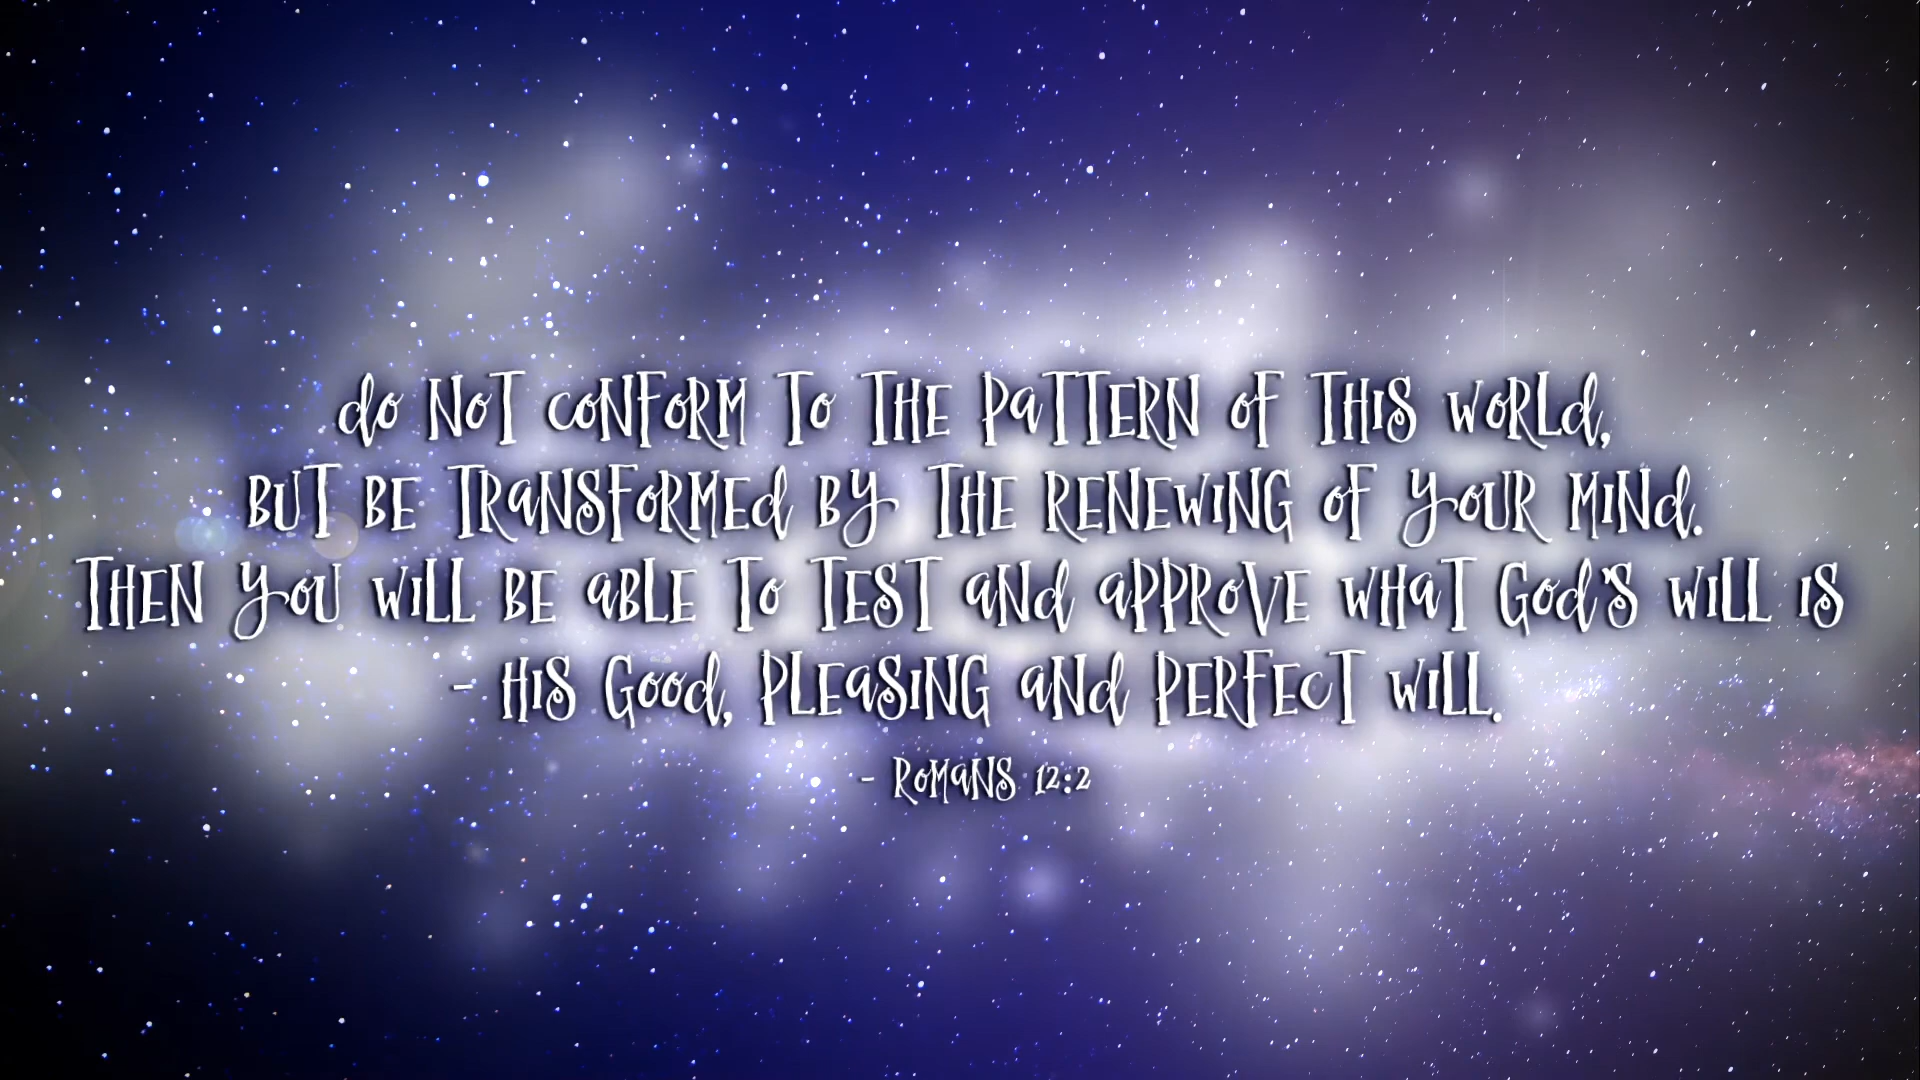 do NoT coNFoRM To THE PaTTERN oF THIS WoRLd,
BUT BE TRaNSFoRMEd BY THE RENEWING oF YoUR MINd.
THEN YoU WILL BE aBLE To TEST aNd aPPRoVE WHaT God'S WILL IS
- HIS Good, PLEaSING aNd PERFEcT WILL.
- RoMaNS 12:2